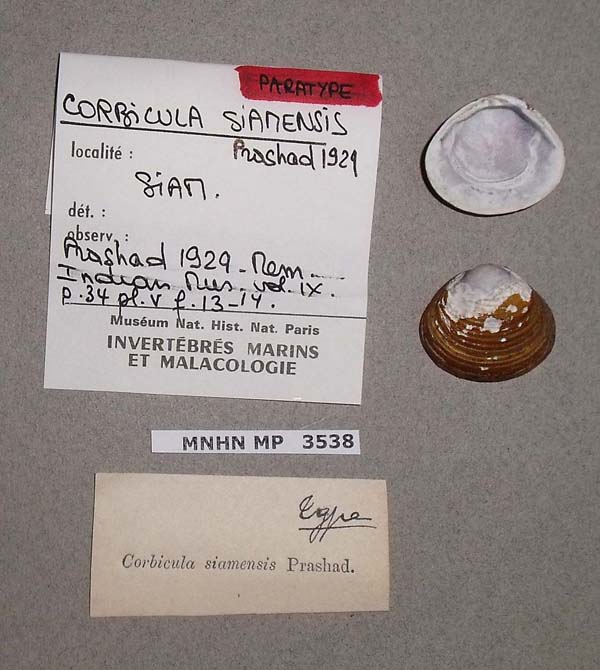 PARATYPE
CORBICULA SIAMENSIS
Prashad 1929
localité :
SIAM.
dét. :
observ. :
Prashad 1929 - Mem.
Indian Mus. vol. IX.
p.34 pl. V f.13-14.
Muséum Nat. Hist. Nat. Paris
INVERTÉBRÉS MARINS
ET MALACOLOGIE
MNHN MP 3538
Type
Corbicula siamensis Prashad.